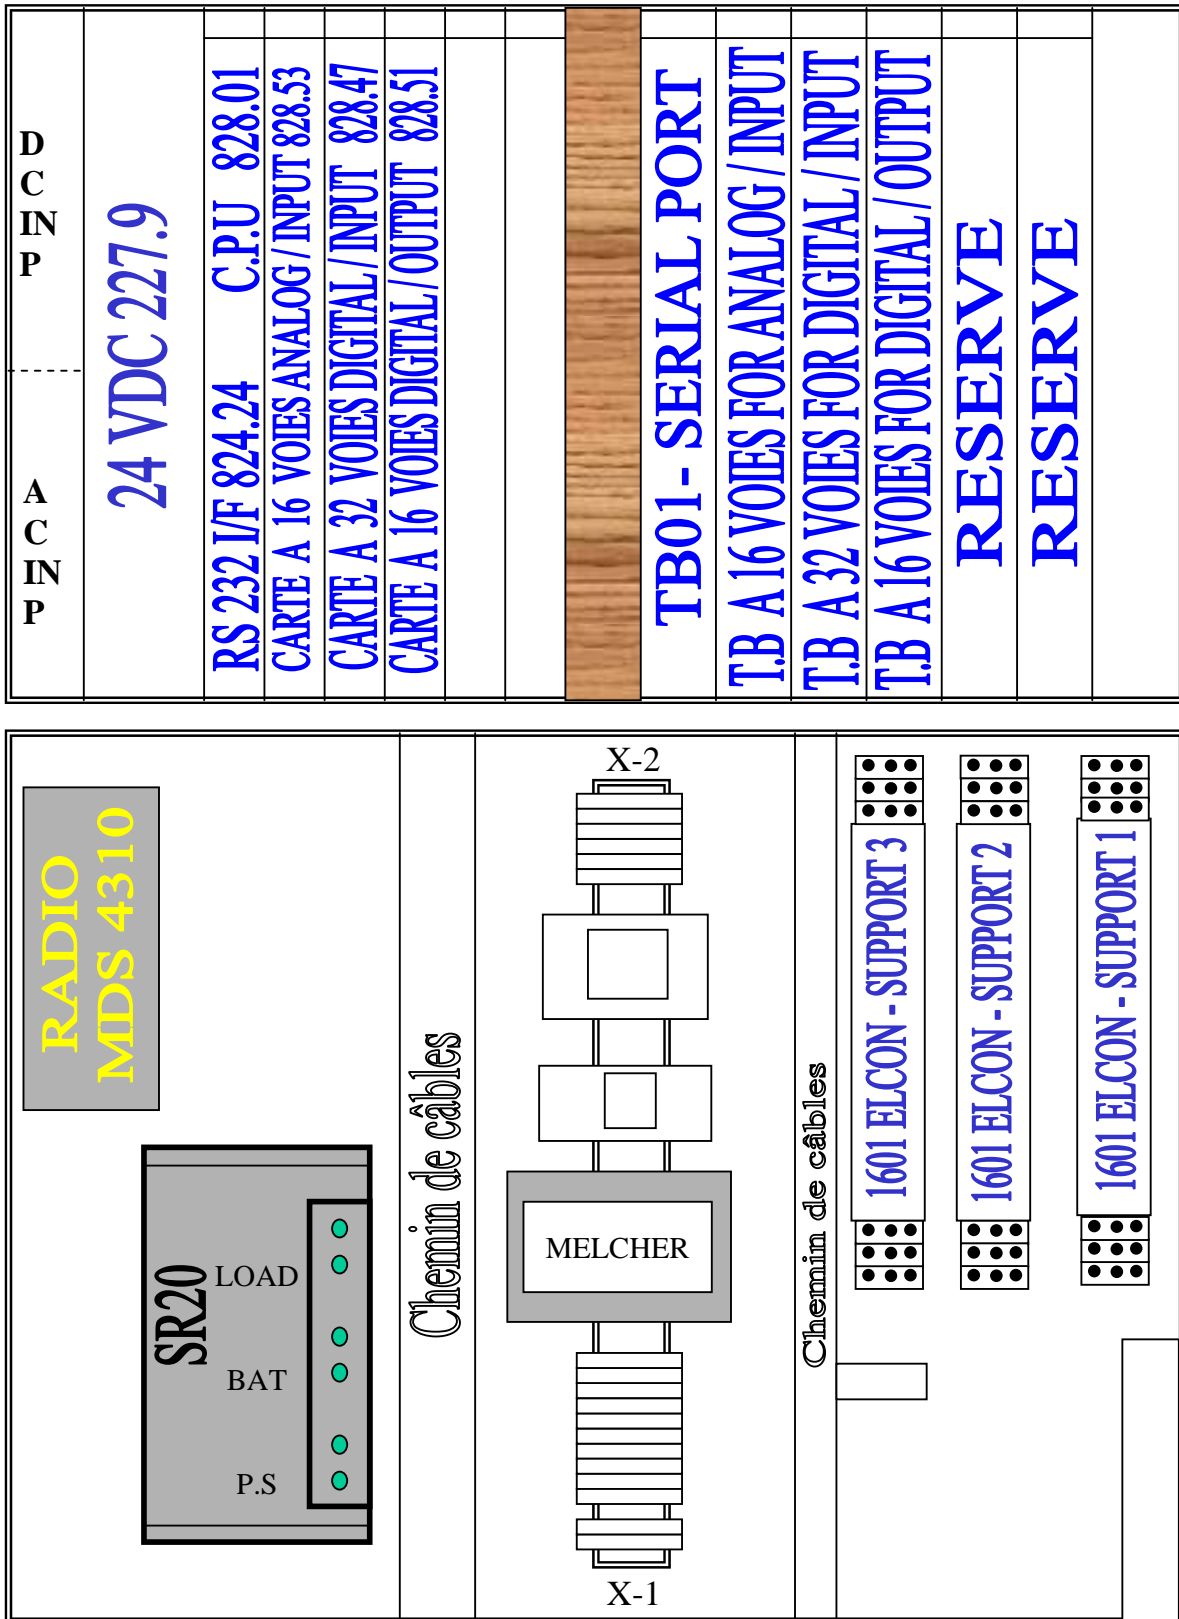 D
C
IN
P
A
C
IN
P
24 VDC 227.9
RS 232 I/F 824.24 C.P.U 828.01
CARTE A 16 VOIES ANALOG / INPUT 828.53
CARTE A 32 VOIES DIGITAL / INPUT 828.47
CARTE A 16 VOIES DIGITAL / OUTPUT 828.51
TB01- SERIAL PORT
T.B A 16 VOIES FOR ANALOG / INPUT
T.B A 32 VOIES FOR DIGITAL / INPUT
T.B A 16 VOIES FOR DIGITAL / OUTPUT
RESERVE
RESERVE
RADIO
MDS 4310
SR20
LOAD
BAT
P.S
Chemin de câbles
X-2
MELCHER
X-1
Chemin de câbles
1601 ELCON - SUPPORT 3
1601 ELCON - SUPPORT 2
1601 ELCON - SUPPORT 1